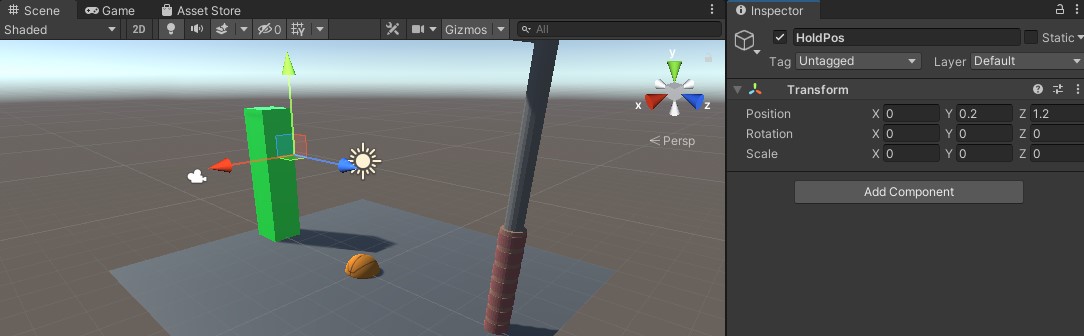 Scene Game Asset Store
Shaded 2D 0 Gizmos All
y
x z
Persp
Inspector
HoldPos Static
Tag Untagged Layer Default
Transform
Position X 0 Y 0.2 Z 1.2
Rotation X 0 Y 0 Z 0
Scale X 0 Y 0 Z 0
Add Component